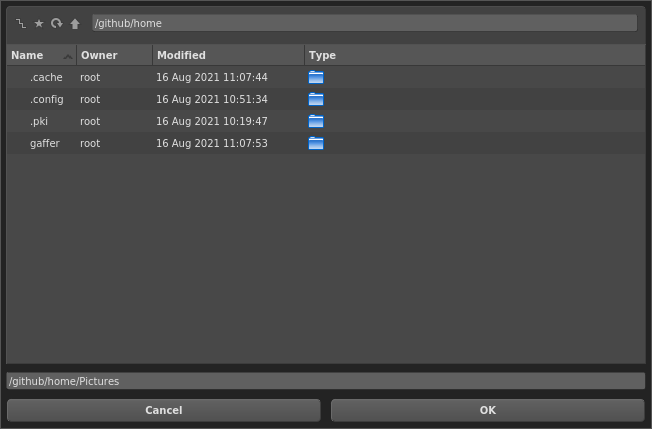 /github/home
Name Owner Modified Type
.cache root 16 Aug 2021 11:07:44
.config root 16 Aug 2021 10:51:34
.pki root 16 Aug 2021 10:19:47
gaffer root 16 Aug 2021 11:07:53
/github/home/Pictures
Cancel OK